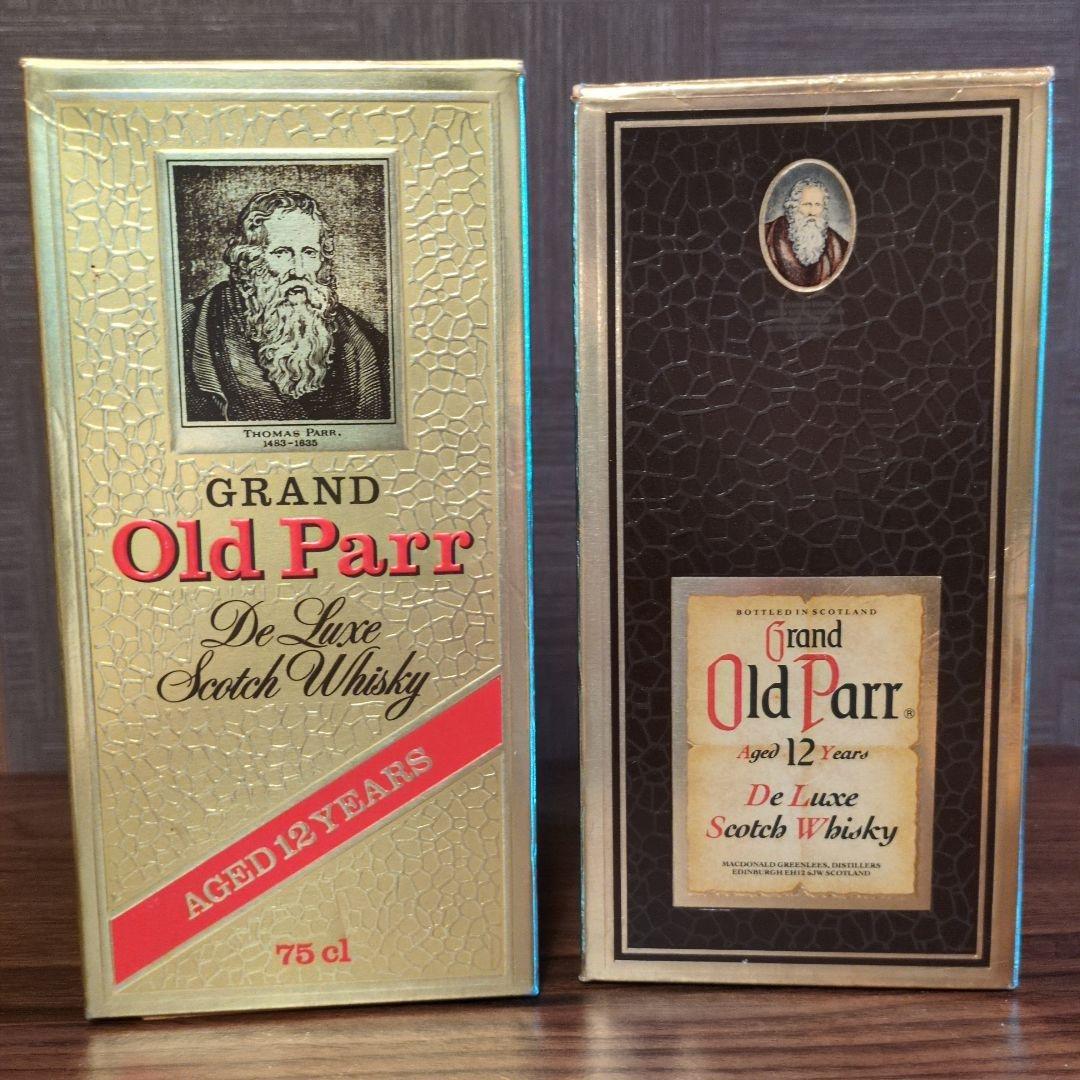 THOMAS PARR.
1483-1635
GRAND
Old Parr
De Luxe
Scotch Whisky
AGED 12 YEARS
75 cl
BOTTLED IN SCOTLAND
Grand
Old Parr®
Aged 12 Years
De Luxe
Scotch Whisky
MACDONALD GREENLEES, DISTILLERS
EDINBURGH EH12 6JW SCOTLAND